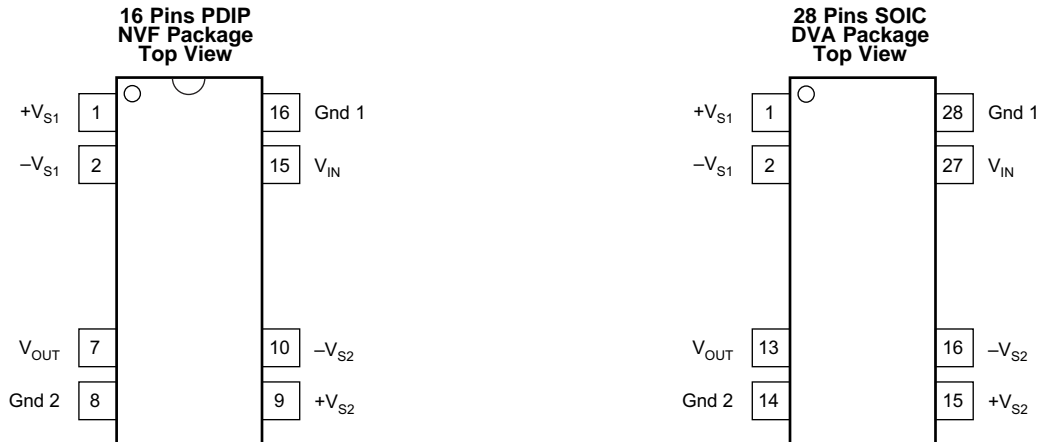 16 Pins PDIP
NVF Package
Top View
+VS1 1 16 Gnd 1
–VS1 2 15 VIN
VOUT 7 10 –VS2
Gnd 2 8 9 +VS2
28 Pins SOIC
DVA Package
Top View
+VS1 1 28 Gnd 1
–VS1 2 27 VIN
VOUT 13 16 –VS2
Gnd 2 14 15 +VS2